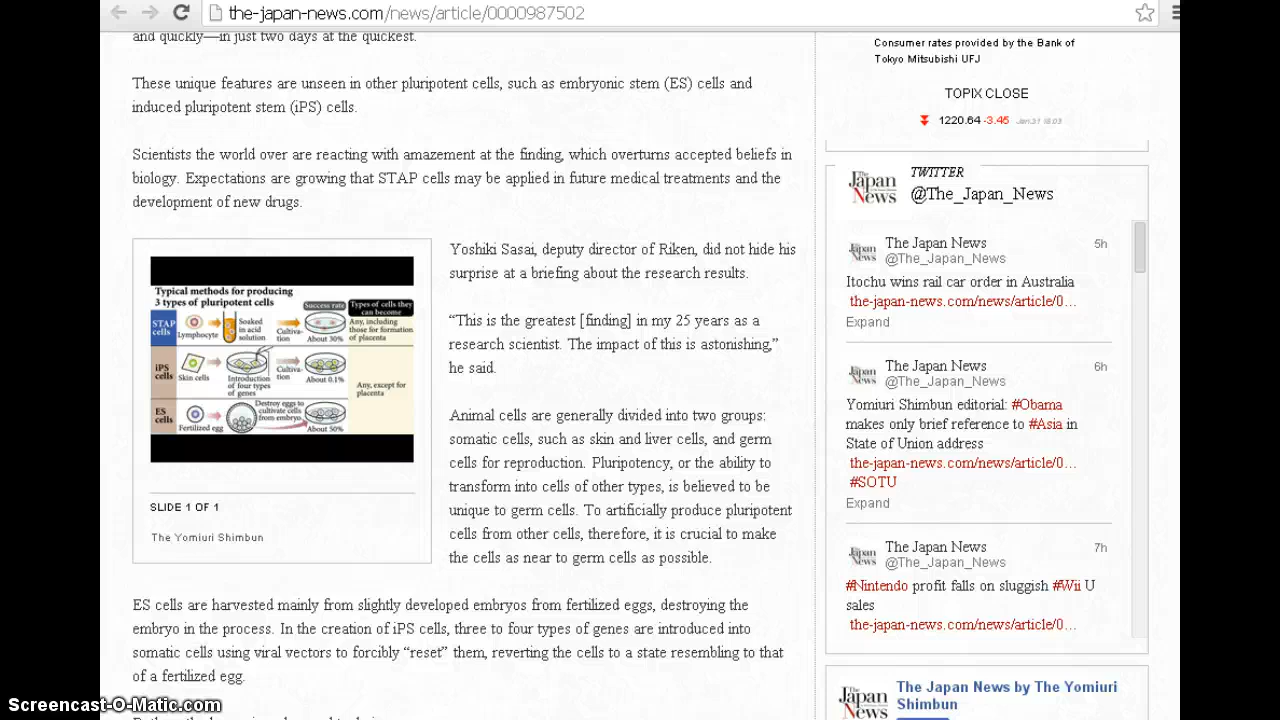 the-japan-news.com/news/article/0000987502
and quickly—in just two days at the quickest.
These unique features are unseen in other pluripotent cells, such as embryonic stem (ES) cells and
induced pluripotent stem (iPS) cells.
Scientists the world over are reacting with amazement at the finding, which overturns accepted beliefs in
biology. Expectations are growing that STAP cells may be applied in future medical treatments and the
development of new drugs.
Typical methods for producing
3 types of pluripotent cells
Success rate
Types of cells they
can become
STAP
cells
Lymphocyte
Soaked
in acid
solution
Cultiva-
tion
About 30%
Any, including
those for formation
of placenta
iPS
cells
Skin cells
Introduction
of four types
of genes
Cultiva-
tion
About 0.1%
Any, except for
placenta
ES
cells
Fertilized egg
Destroy eggs to
cultivate cells
from embryo
About 50%
SLIDE 1 OF 1
The Yomiuri Shimbun
Yoshiki Sasai, deputy director of Riken, did not hide his
surprise at a briefing about the research results.
“This is the greatest [finding] in my 25 years as a
research scientist. The impact of this is astonishing,”
he said.
Animal cells are generally divided into two groups:
somatic cells, such as skin and liver cells, and germ
cells for reproduction. Pluripotency, or the ability to
transform into cells of other types, is believed to be
unique to germ cells. To artificially produce pluripotent
cells from other cells, therefore, it is crucial to make
the cells as near to germ cells as possible.
ES cells are harvested mainly from slightly developed embryos from fertilized eggs, destroying the
embryo in the process. In the creation of iPS cells, three to four types of genes are introduced into
somatic cells using viral vectors to forcibly “reset” them, reverting the cells to a state resembling to that
of a fertilized egg.
Consumer rates provided by the Bank of
Tokyo Mitsubishi UFJ
TOPIX CLOSE
1220.64 -3.45
The Japan News
TWITTER
@The_Japan_News
The Japan News
5h
@The_Japan_News
Itochu wins rail car order in Australia
the-japan-news.com/news/article/0...
Expand
The Japan News
6h
@The_Japan_News
Yomiuri Shimbun editorial: #Obama
makes only brief reference to #Asia in
State of Union address
the-japan-news.com/news/article/0...
#SOTU
Expand
The Japan News
7h
@The_Japan_News
#Nintendo profit falls on sluggish #Wii U
sales
the-japan-news.com/news/article/0...
The Japan News
The Japan News by The Yomiuri
Shimbun
Screencast-O-Matic.com